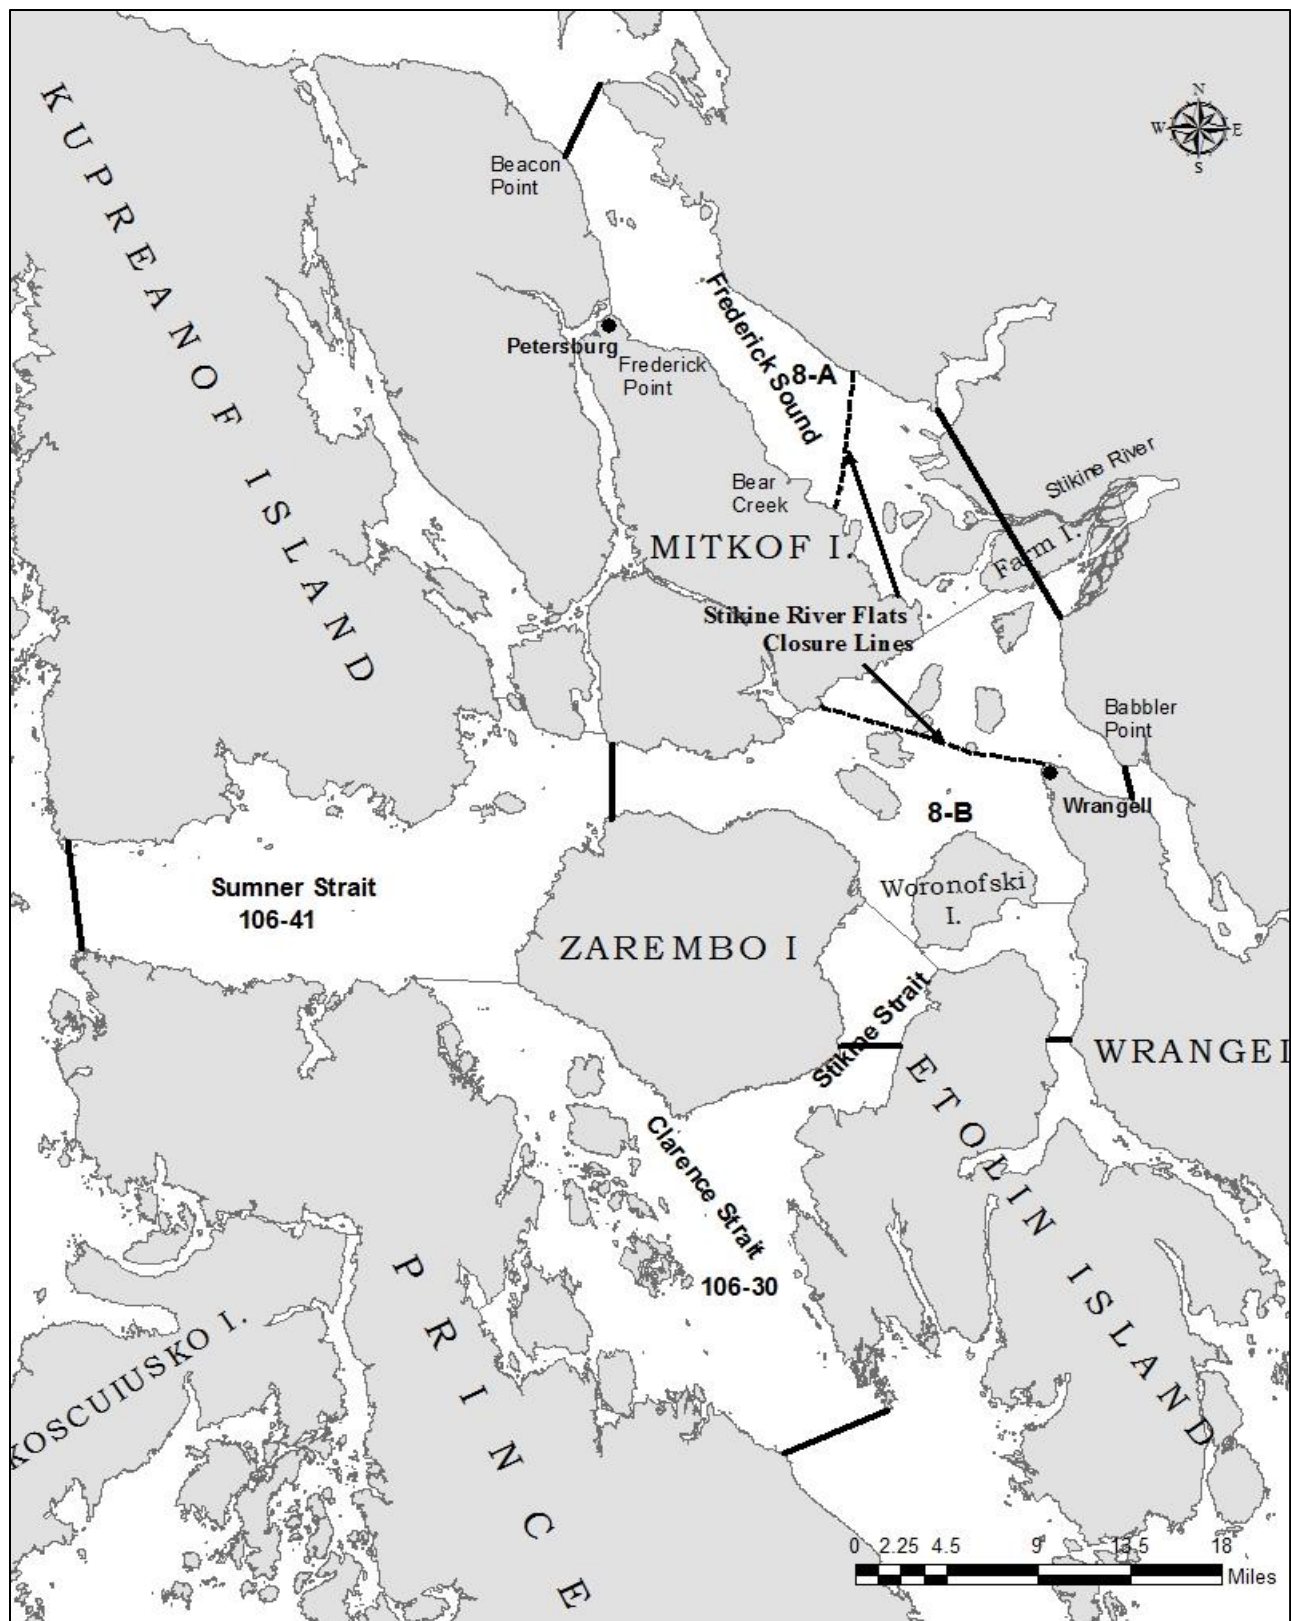 N
W E
S
KUPREANOF ISLAND
Beacon
Point
Frederick Sound
8-A
Petersburg
Frederick
Point
Bear
Creek
Stikine River
Farm I.
MITKOF I.
Stikine River Flats
Closure Lines
Babbler
Point
Wrangell
8-B
Sumner Strait
106-41
Woronofski
I.
ZAREMBO I
Stikine Strait
WRANGEL
ETOLIN ISLAND
Clarence Strait
106-30
PRINCE
KOSCUIUSKO I.
0 2.25 4.5 9 13.5 18
Miles